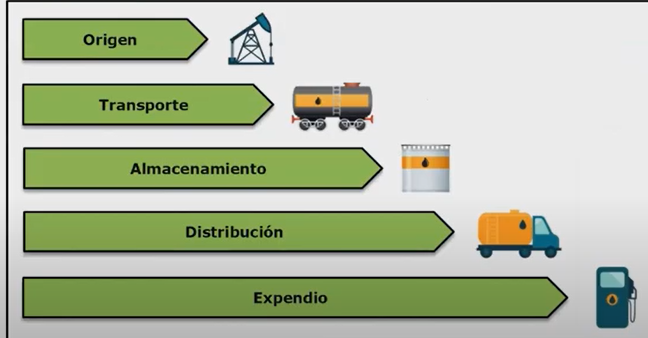 Origen
Transporte
Almacenamiento
Distribución
Expendio